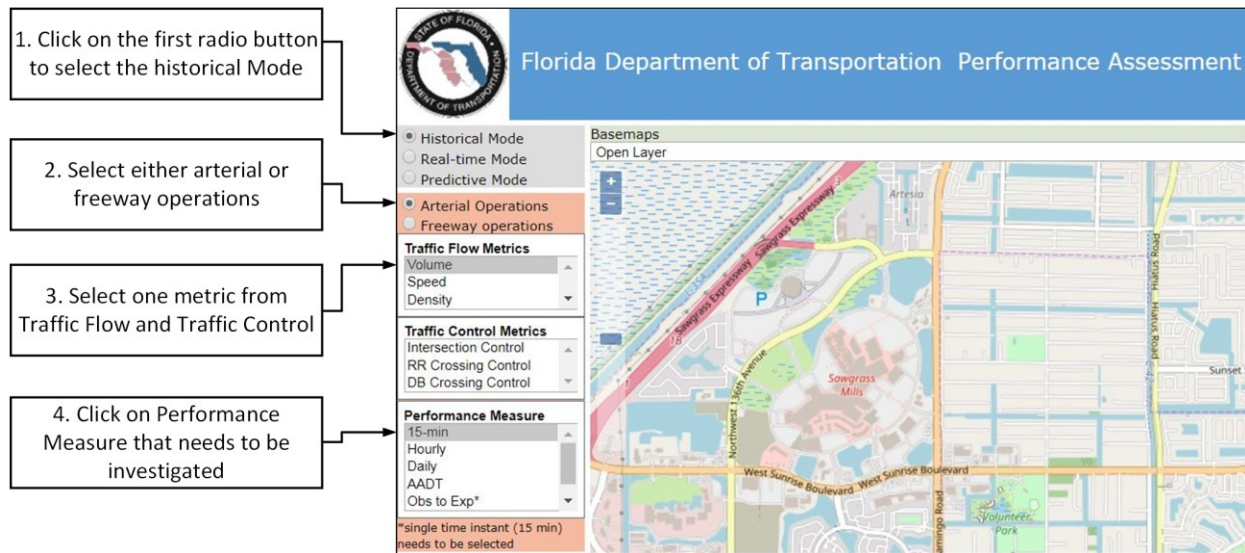 1. Click on the first radio button
to select the historical Mode
2. Select either arterial or
freeway operations
3. Select one metric from
Traffic Flow and Traffic Control
4. Click on Performance
Measure that needs to be
investigated
STATE OF FLORIDA
DEPARTMENT OF TRANSPORTATION
Florida Department of Transportation Performance Assessment
Historical Mode
Real-time Mode
Predictive Mode
Arterial Operations
Freeway operations
Traffic Flow Metrics
Volume
Speed
Density
Traffic Control Metrics
Intersection Control
RR Crossing Control
DB Crossing Control
Performance Measure
15-min
Hourly
Daily
AADT
Obs to Exp*
*single time instant (15 min)
needs to be selected
Basemaps
Open Layer
+
−
Artesia
Sawgrass Expressway
Sawgrass Expressway
3
G35A
P
1B
1
Northwest 136th Avenue
Sawgrass
Mills
West Sunrise Boulevard
West Sunrise Boulevard
amingo Road
Hiatus Road
Hiatus Road
C-42
Sunset
Volunteer
Park